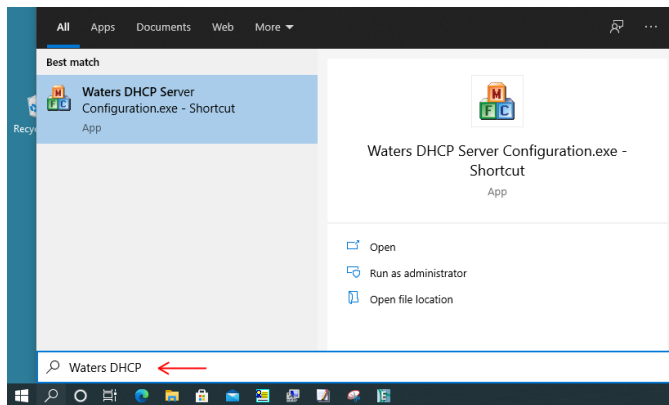 All Apps Documents Web More
Best match
Waters DHCP Server
Configuration.exe - Shortcut
App
Recy
M
F C
M
F C
Waters DHCP Server Configuration.exe -
Shortcut
App
Open
Run as administrator
Open file location
Waters DHCP